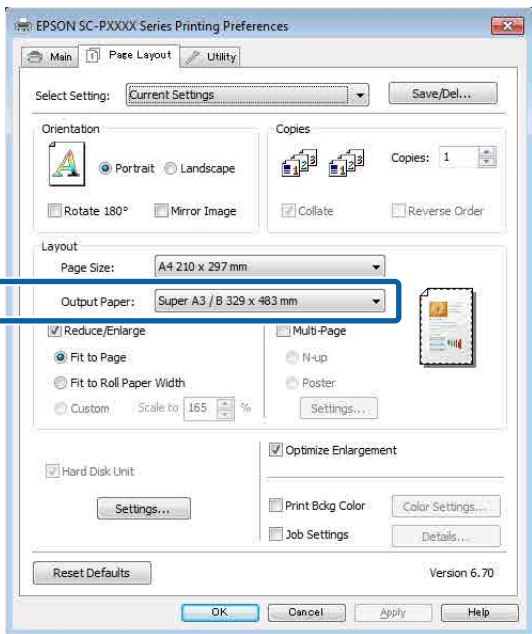 EPSON SC-PXXXX Series Printing Preferences
Main Page Layout Utility
Select Setting: Current Settings Save/Del...
Orientation Copies
Portrait Landscape Copies: 1
Rotate 180° Mirror Image Collate Reverse Order
Layout
Page Size: A4 210 x 297 mm
Output Paper: Super A3 / B 329 x 483 mm
Reduce/Enlarge Multi-Page
Fit to Page N-up
Fit to Roll Paper Width Poster
Custom Scale to 165 % Settings...
Optimize Enlargement
Hard Disk Unit
Settings... Print Bckg Color Color Settings...
Job Settings Details...
Reset Defaults Version 6.70
OK Cancel Apply Help